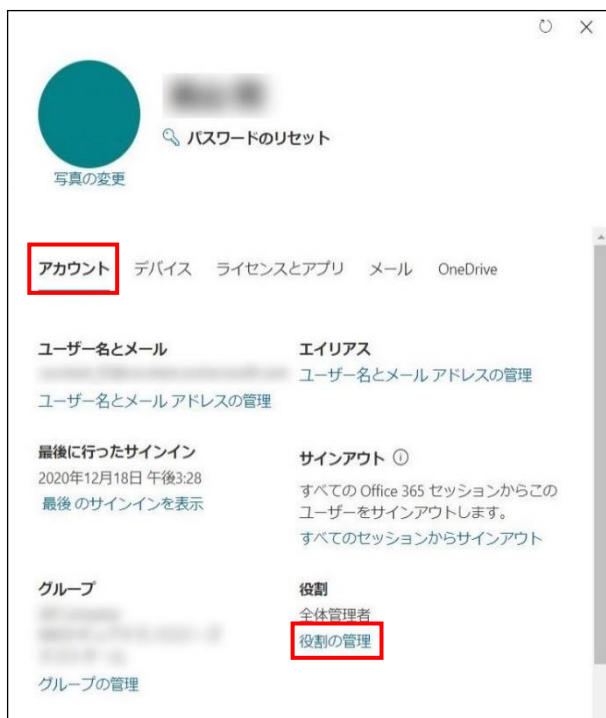 パスワードのリセット
写真の変更
アカウント デバイス ライセンスとアプリ メール OneDrive
ユーザー名とメール
ユーザー名とメール アドレスの管理
エイリアス
ユーザー名とメール アドレスの管理
最後に行ったサインイン
2020年12月18日 午後3:28
最後 のサインインを表示
サインアウト
すべての Office 365 セッションからこの
ユーザーをサインアウトします。
すべてのセッションからサインアウト
グループ
グループの管理
役割
全体管理者
役割の管理